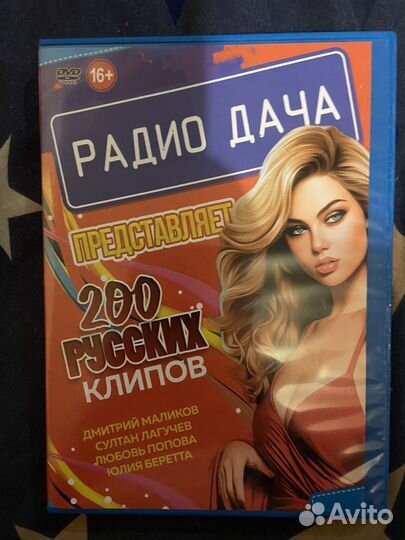 DVD
16+
РАДИО ДАЧА
ПРЕДСТАВЛЯЕТ
200
РУССКИХ
КЛИПОВ
ДМИТРИЙ МАЛИКОВ
СУЛТАН ЛАГУЧЕВ
ЛЮБОВЬ ПОПОВА
ЮЛИЯ БЕРЕТТА
Avito